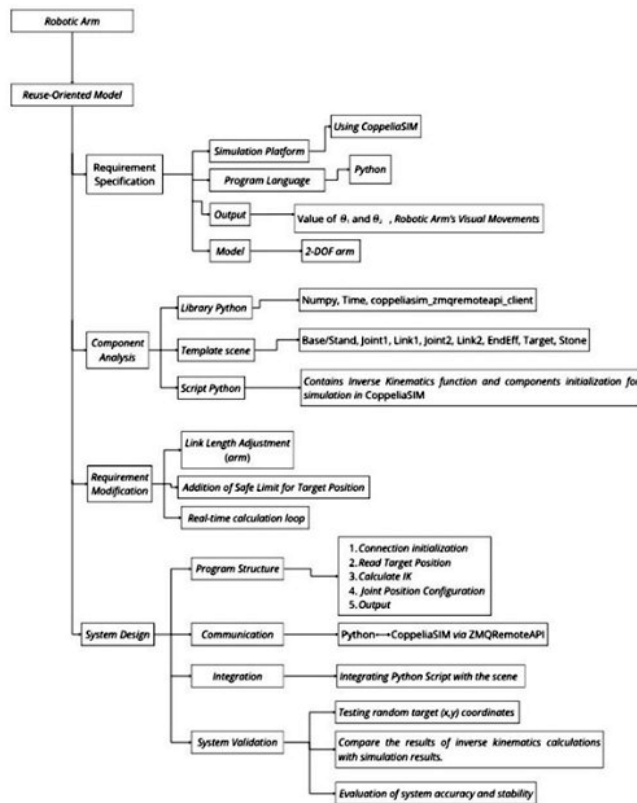 Robotic Arm
Reuse-Oriented Model
Requirement
Specification
Simulation Platform
Using CoppeliaSIM
Program Language
Python
Output
Value of θ₁ and θ₂ , Robotic Arm's Visual Movements
Model
2-DOF arm
Component
Analysis
Library Python
Numpy, Time, coppeliasim_zmqremoteapi_client
Template scene
Base/Stand, Joint1, Link1, Joint2, Link2, EndEff, Target, Stone
Script Python
Contains Inverse Kinematics function and components initialization for
simulation in CoppeliaSIM
Requirement
Modification
Link Length Adjustment
(arm)
Addition of Safe Limit for Target Position
Real-time calculation loop
System Design
Program Structure
1. Connection initialization
2. Read Target Position
3. Calculate IK
4. Joint Position Configuration
5. Output
Communication
Python⟷CoppeliaSIM via ZMQRemoteAPI
Integration
Integrating Python Script with the scene
System Validation
Testing random target (x,y) coordinates
Compare the results of inverse kinematics calculations
with simulation results.
Evaluation of system accuracy and stability